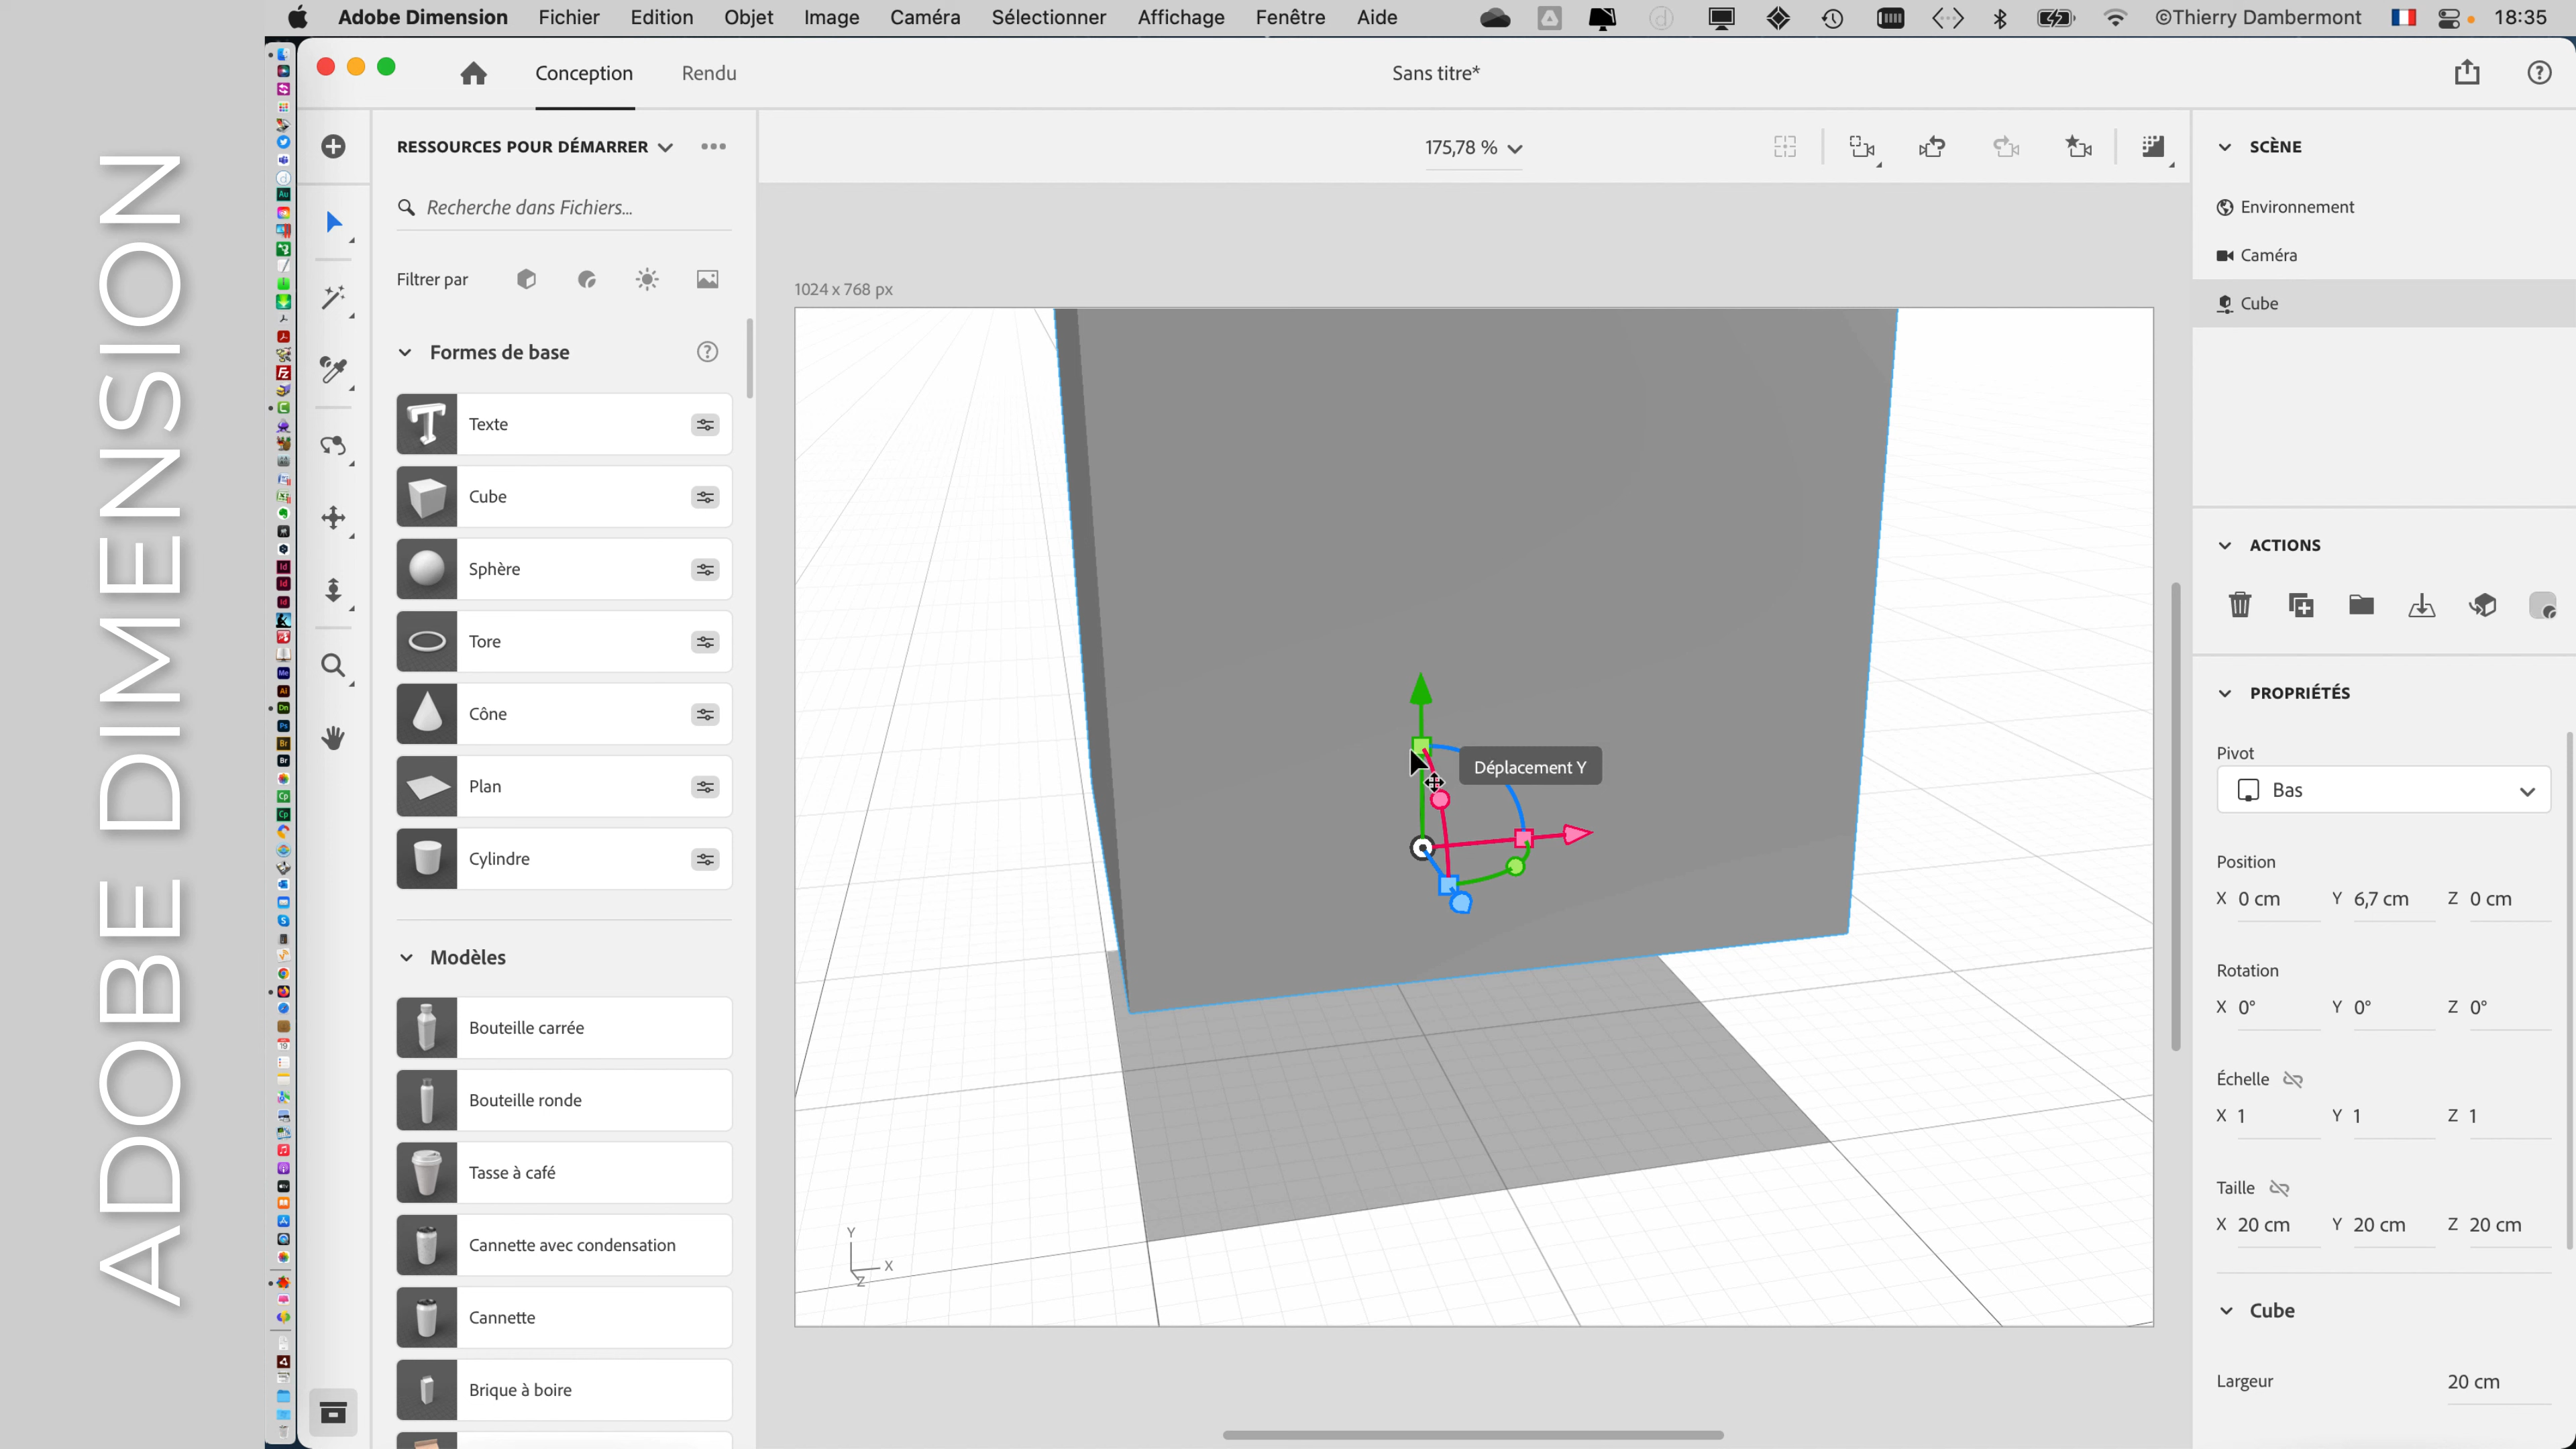 ADOBE DIMENSION
Adobe Dimension Fichier Edition Objet Image Caméra Sélectionner Affichage Fenêtre Aide ©Thierry Dambermont 18:35
Conception Rendu Sans titre*
RESSOURCES POUR DÉMARRER
Recherche dans Fichiers...
Filtrer par
Formes de base
Texte
Cube
Sphère
Tore
Cône
Plan
Cylindre
Modèles
Bouteille carrée
Bouteille ronde
Tasse à café
Cannette avec condensation
Cannette
Brique à boire
175,78 %
1024 x 768 px
Déplacement Y
Y
X
Z
SCÈNE
Environnement
Caméra
Cube
ACTIONS
PROPRIÉTÉS
Pivot
Bas
Position
X 0 cm Y 6,7 cm Z 0 cm
Rotation
X 0° Y 0° Z 0°
Échelle
X 1 Y 1 Z 1
Taille
X 20 cm Y 20 cm Z 20 cm
Cube
Largeur 20 cm